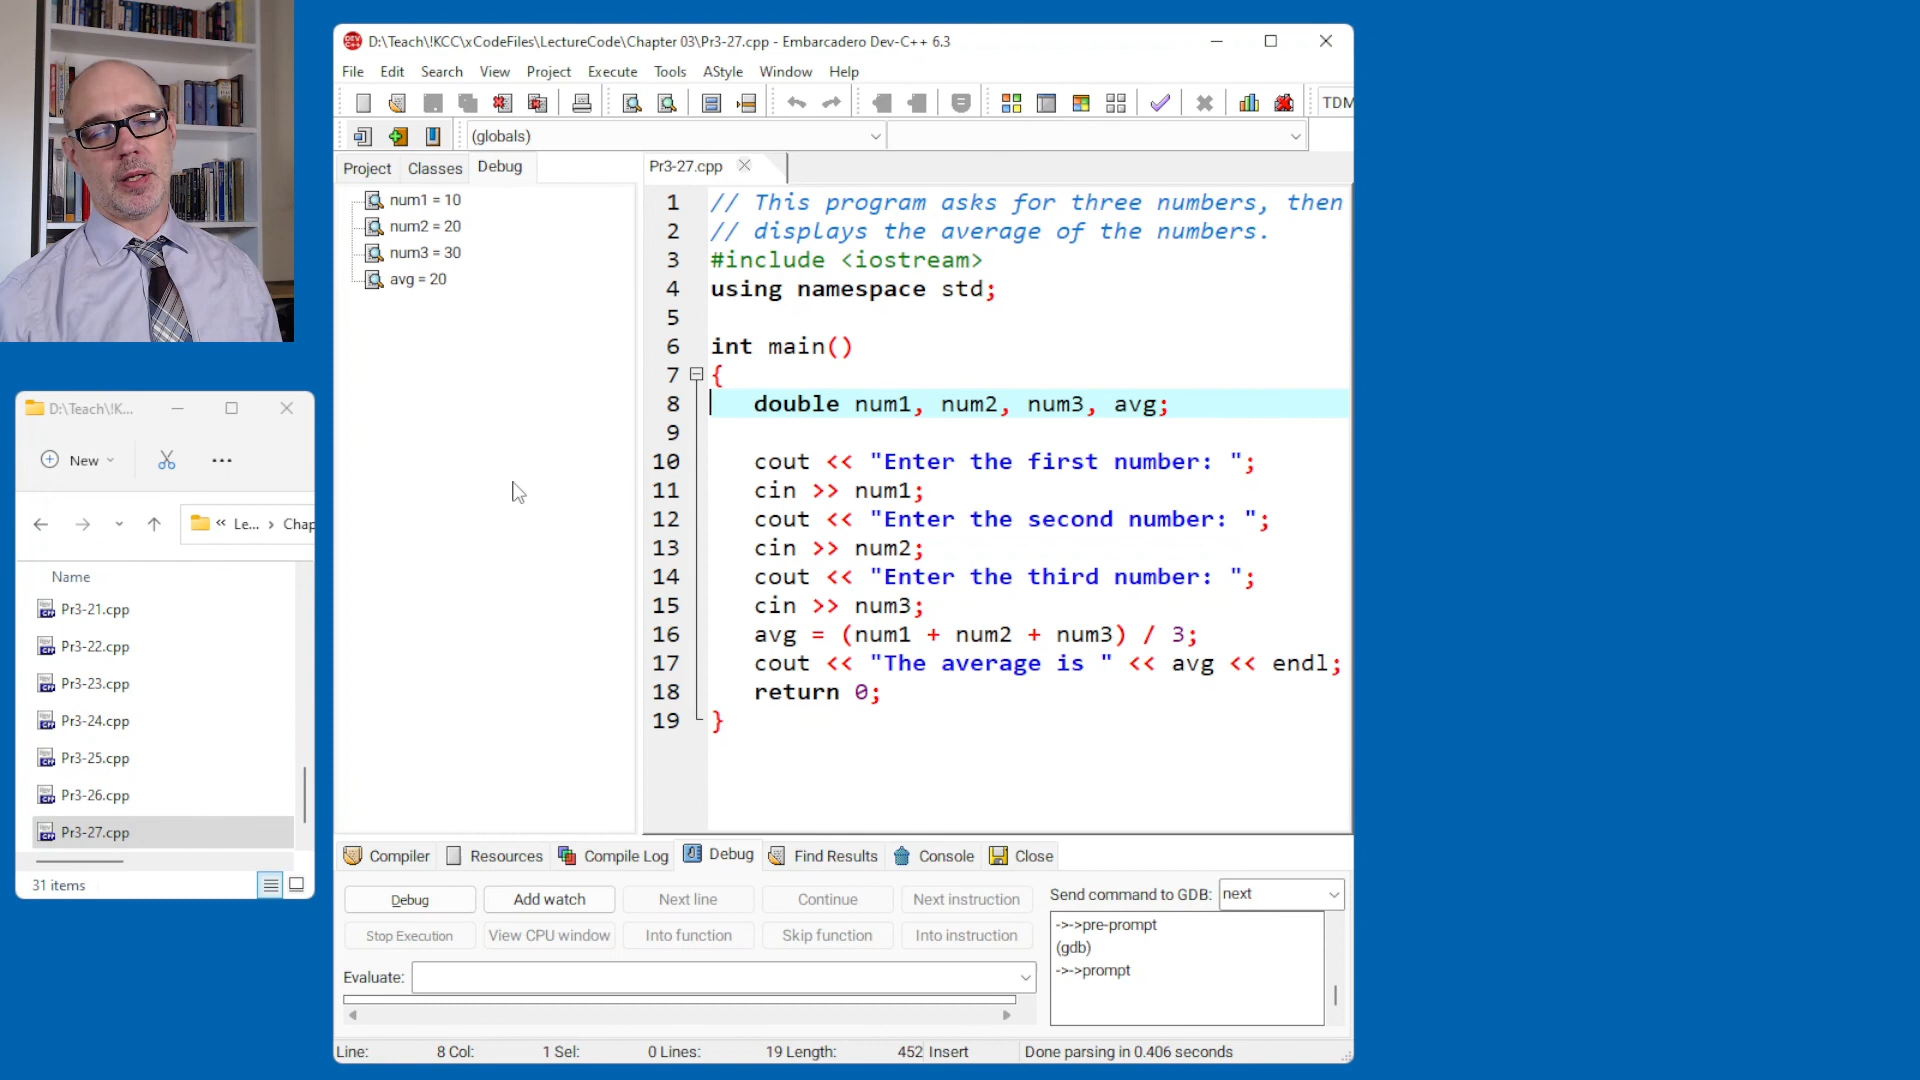 D:\Teach\!KCC\xCodeFiles\LectureCode\Chapter 03\Pr3-27.cpp - Embarcadero Dev-C++ 6.3
File Edit Search View Project Execute Tools AStyle Window Help
TDM
(globals)
Project Classes Debug
num1 = 10
num2 = 20
num3 = 30
avg = 20
Pr3-27.cpp
1 // This program asks for three numbers, then
2 // displays the average of the numbers.
3 #include <iostream>
4 using namespace std;
5
6 int main()
7 {
8 double num1, num2, num3, avg;
9
10 cout << "Enter the first number: ";
11 cin >> num1;
12 cout << "Enter the second number: ";
13 cin >> num2;
14 cout << "Enter the third number: ";
15 cin >> num3;
16 avg = (num1 + num2 + num3) / 3;
17 cout << "The average is " << avg << endl;
18 return 0;
19 }
D:\Teach\!K...
New
« Le... > Chap
Name
Pr3-21.cpp
Pr3-22.cpp
Pr3-23.cpp
Pr3-24.cpp
Pr3-25.cpp
Pr3-26.cpp
Pr3-27.cpp
31 items
Compiler Resources Compile Log Debug Find Results Console Close
Debug Add watch Next line Continue Next instruction
Stop Execution View CPU window Into function Skip function Into instruction
Evaluate:
Send command to GDB: next
->->pre-prompt
(gdb)
->->prompt
Line: 8 Col: 1 Sel: 0 Lines: 19 Length: 452 Insert Done parsing in 0.406 seconds